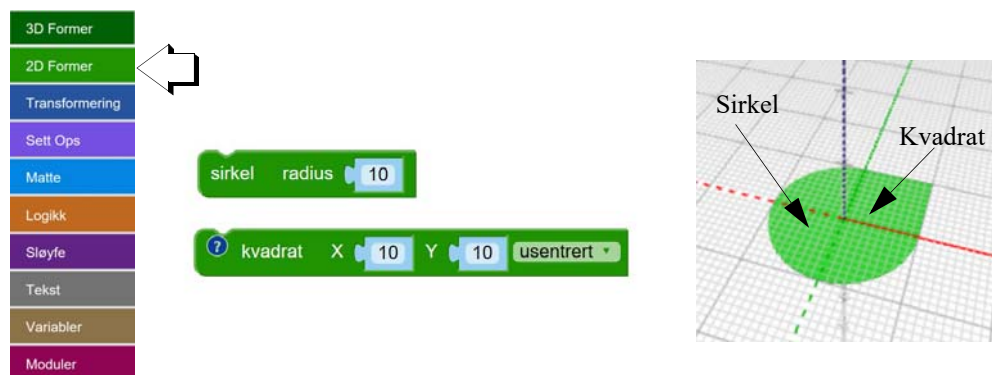 3D Former
2D Former
Transformering
Sett Ops
Matte
Logikk
Sløyfe
Tekst
Variabler
Moduler
sirkel radius 10
? kvadrat X 10 Y 10 usentrert
Sirkel
Kvadrat